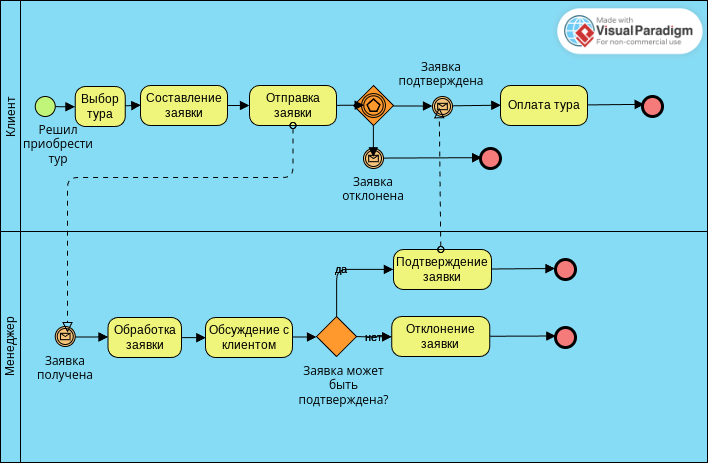 Made with
Visual Paradigm
For non-commercial use
Клиент
Решил
приобрести
тур
Выбор
тура
Составление
заявки
Отправка
заявки
Заявка
подтверждена
Оплата тура
Заявка
отклонена
Менеджер
Заявка
получена
Обработка
заявки
Обсуждение с
клиентом
Заявка может
быть
подтверждена?
да
Подтверждение
заявки
нет
Отклонение
заявки